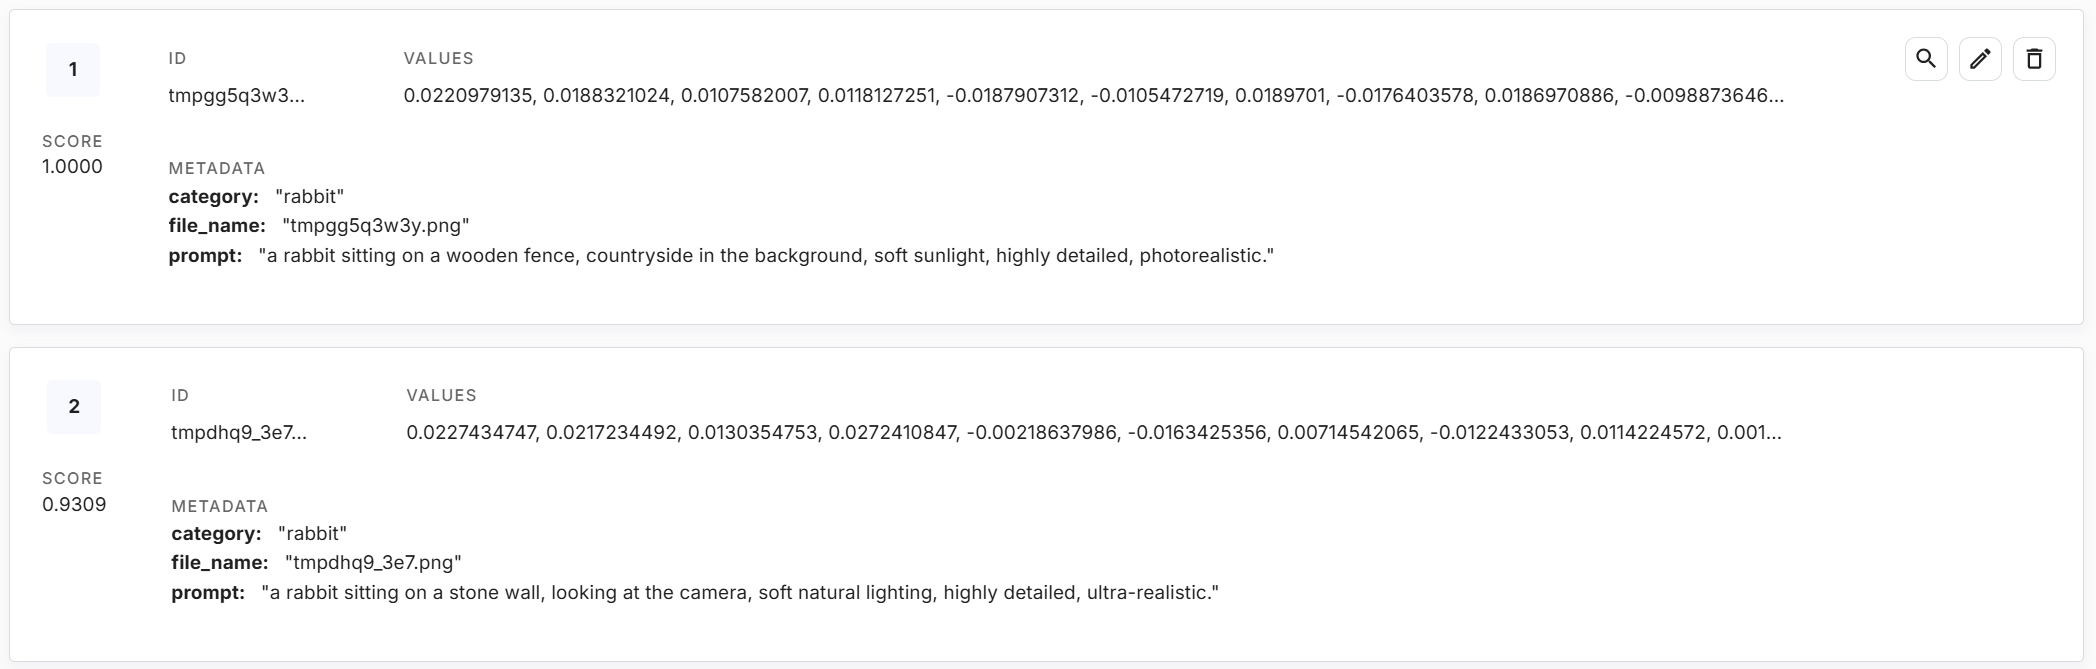 1
ID
VALUES
tmpgg5q3w3...
0.0220979135, 0.0188321024, 0.0107582007, 0.0118127251, -0.0187907312, -0.0105472719, 0.0189701, -0.0176403578, 0.0186970886, -0.0098873646...
SCORE
1.0000
METADATA
category: "rabbit"
file_name: "tmpgg5q3w3y.png"
prompt: "a rabbit sitting on a wooden fence, countryside in the background, soft sunlight, highly detailed, photorealistic."
2
ID
VALUES
tmpdhq9_3e7...
0.0227434747, 0.0217234492, 0.0130354753, 0.0272410847, -0.00218637986, -0.0163425356, 0.00714542065, -0.0122433053, 0.0114224572, 0.001...
SCORE
0.9309
METADATA
category: "rabbit"
file_name: "tmpdhq9_3e7.png"
prompt: "a rabbit sitting on a stone wall, looking at the camera, soft natural lighting, highly detailed, ultra-realistic."